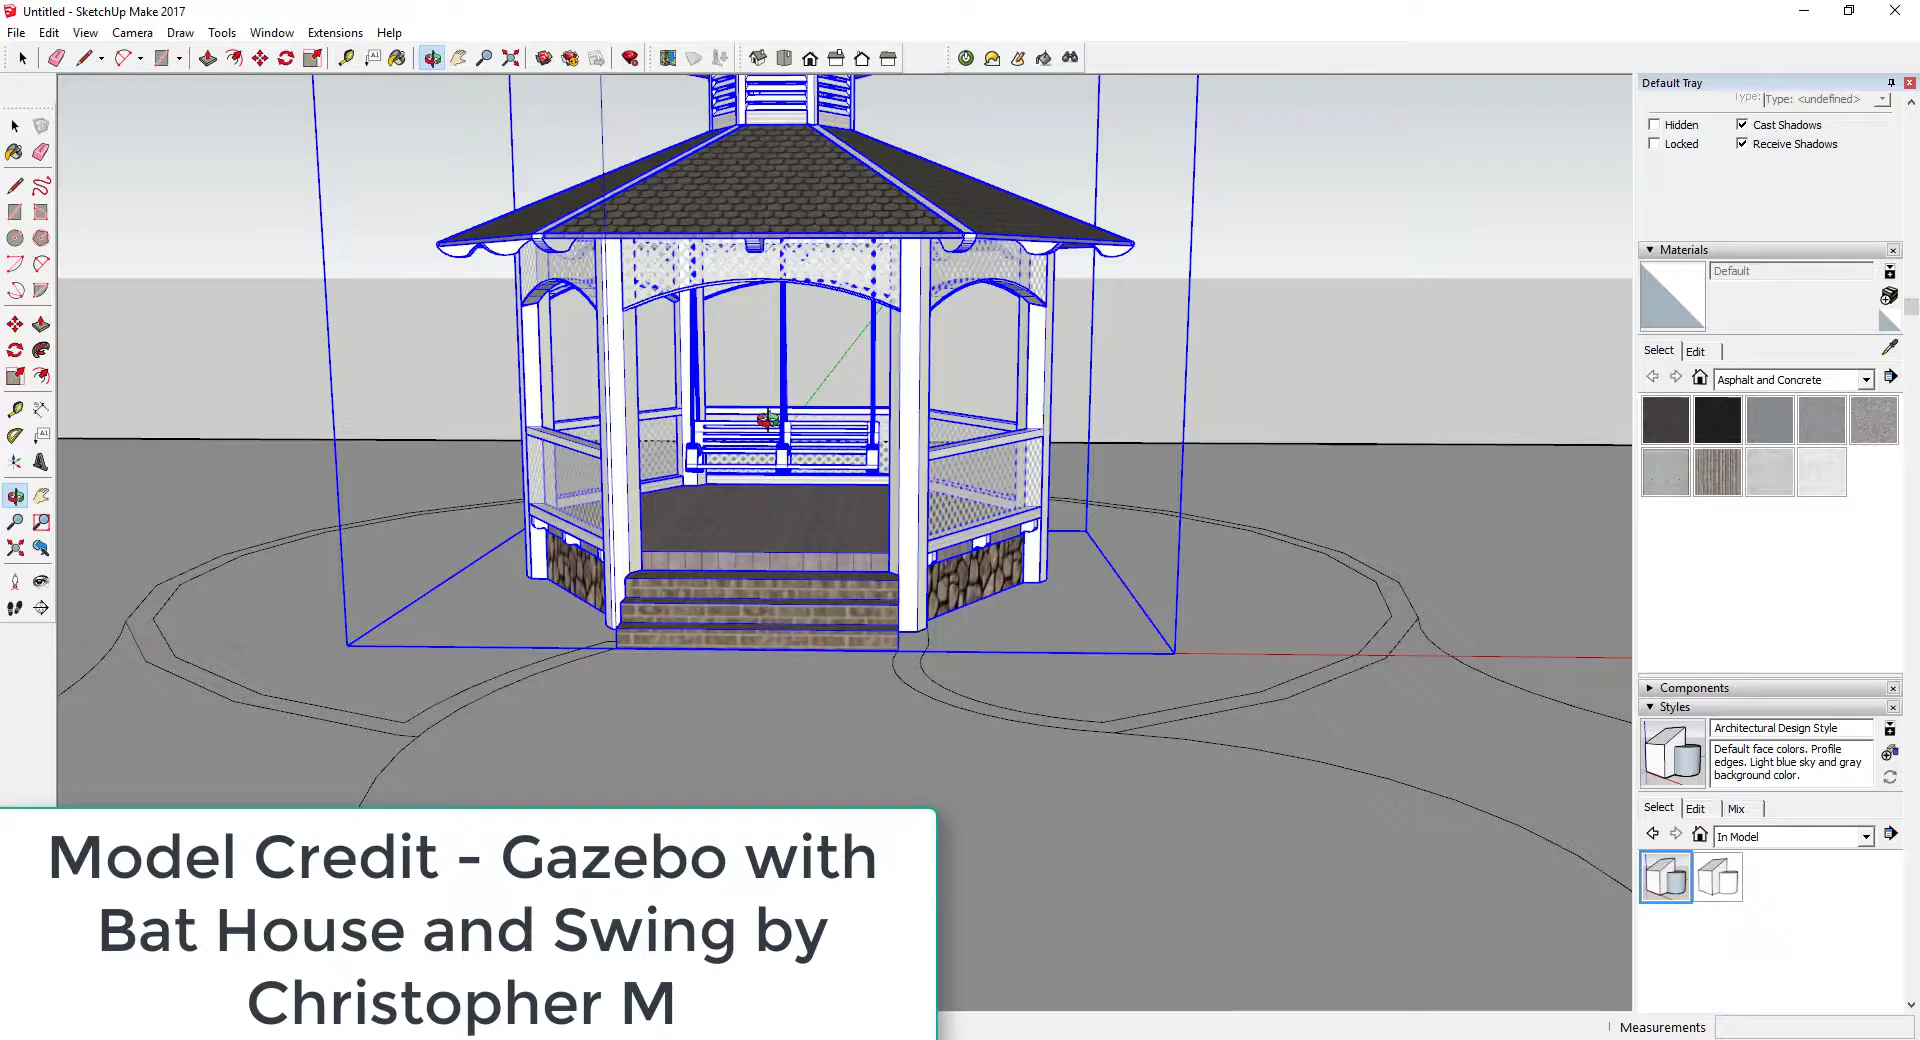 Untitled - SketchUp Make 2017
File Edit View Camera Draw Tools Window Extensions Help
Default Tray
Type: Type: <undefined>
Hidden Cast Shadows
Locked Receive Shadows
Materials
Default
Select Edit
Asphalt and Concrete
Components
Styles
Architectural Design Style
Default face colors. Profile
edges. Light blue sky and gray
background color.
Select Edit Mix
In Model
Model Credit - Gazebo with
Bat House and Swing by
Christopher M
Measurements